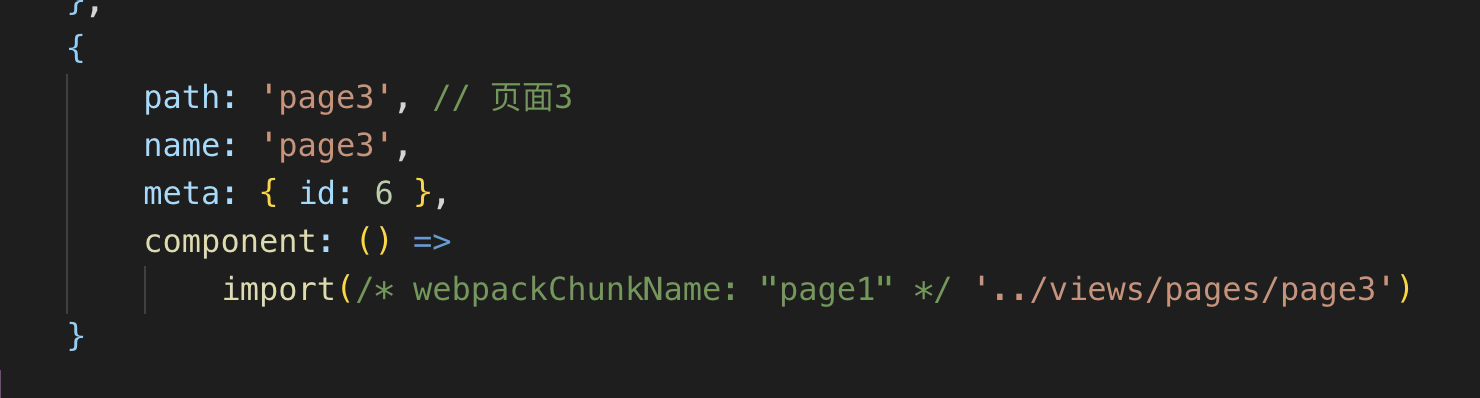 },
{
path: 'page3', // 页面3
name: 'page3',
meta: { id: 6 },
component: () =>
import(/* webpackChunkName: "page1" */ '../views/pages/page3')
}